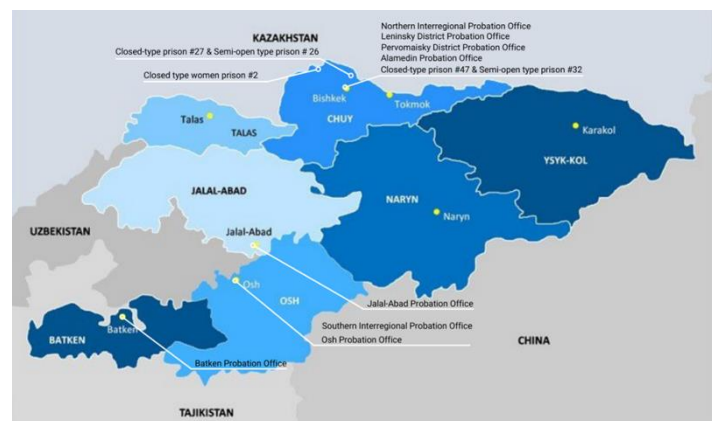 Northern Interregional Probation Office
Leninsky District Probation Office
KAZAKHSTAN
Pervomaisky District Probation Office
Closed-type prison #27 & Semi-open type prison # 26
Alamedin Probation Office
Closed type women prison #2
Closed-type prison #47 & Semi-open type prison #32
Bishkek
Tokmok
Talas
CHUY
TALAS
Karakol
YSYK-KOL
JALAL-ABAD
NARYN
Naryn
UZBEKISTAN
Jalal-Abad
Osh
OSH
Jalal-Abad Probation Office
Southern Interregional Probation Office
Batken
BATKEN
Osh Probation Office
CHINA
Batken Probation Office
TAJIKISTAN